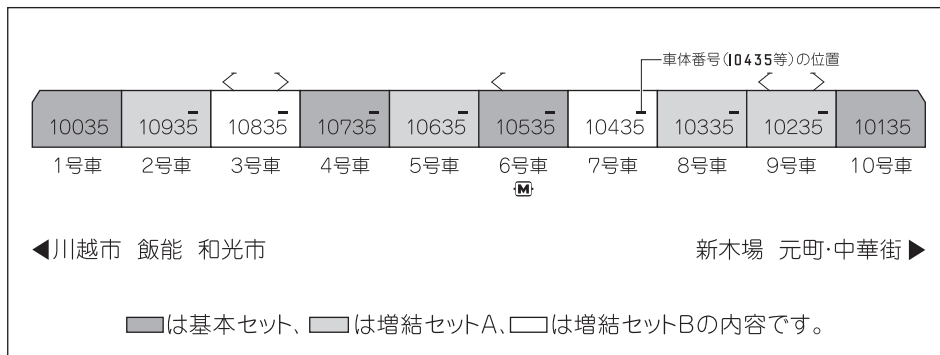 車体番号(10435等)の位置
10035 10935 10835 10735 10635 10535 10435 10335 10235 10135
1号車 2号車 3号車 4号車 5号車 6号車 7号車 8号車 9号車 10号車
M
◀川越市 飯能 和光市 新木場 元町·中華街▶
は基本セット、は増結セットA、は増結セットBの内容です。